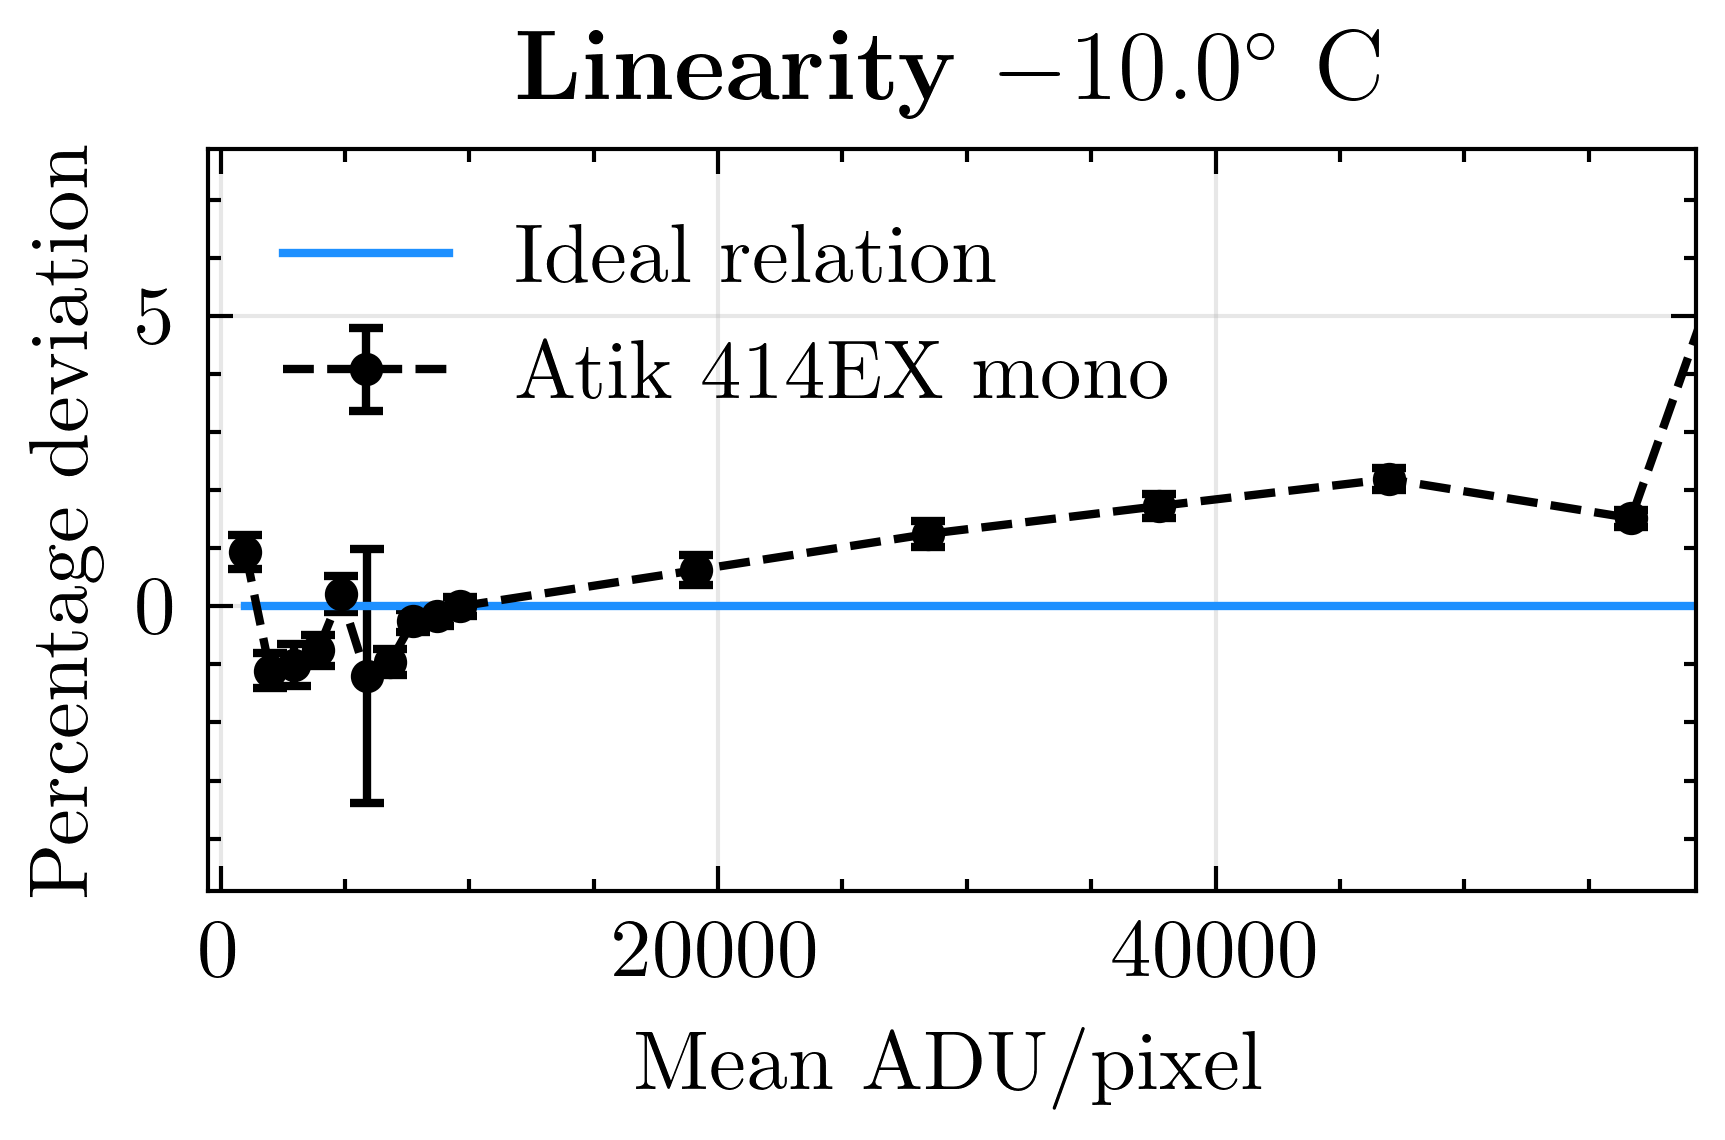 Linearity −10.0° C
Percentage deviation
5
0
Ideal relation
Atik 414EX mono
0 20000 40000
Mean ADU/pixel